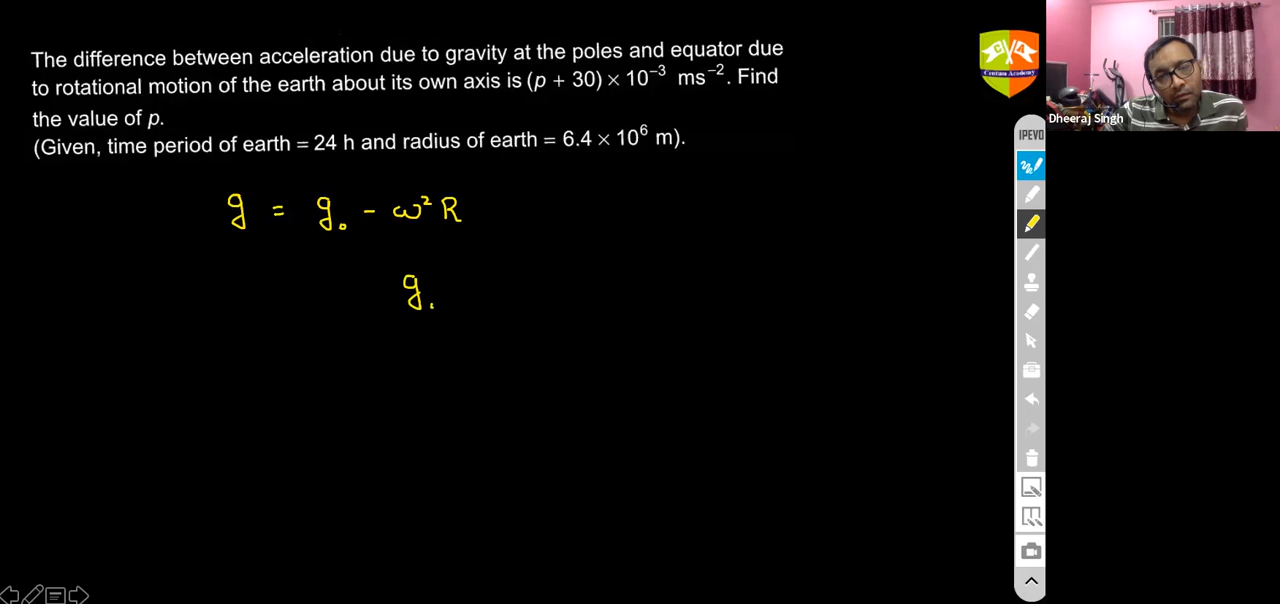 The difference between acceleration due to gravity at the poles and equator due
to rotational motion of the earth about its own axis is (p + 30) × 10⁻³ ms⁻². Find
the value of p.
(Given, time period of earth = 24 h and radius of earth = 6.4 × 10⁶ m).
g = g₀ - ω² R
g.
C A
Centum Academy
Dheeraj Singh
IPEVO